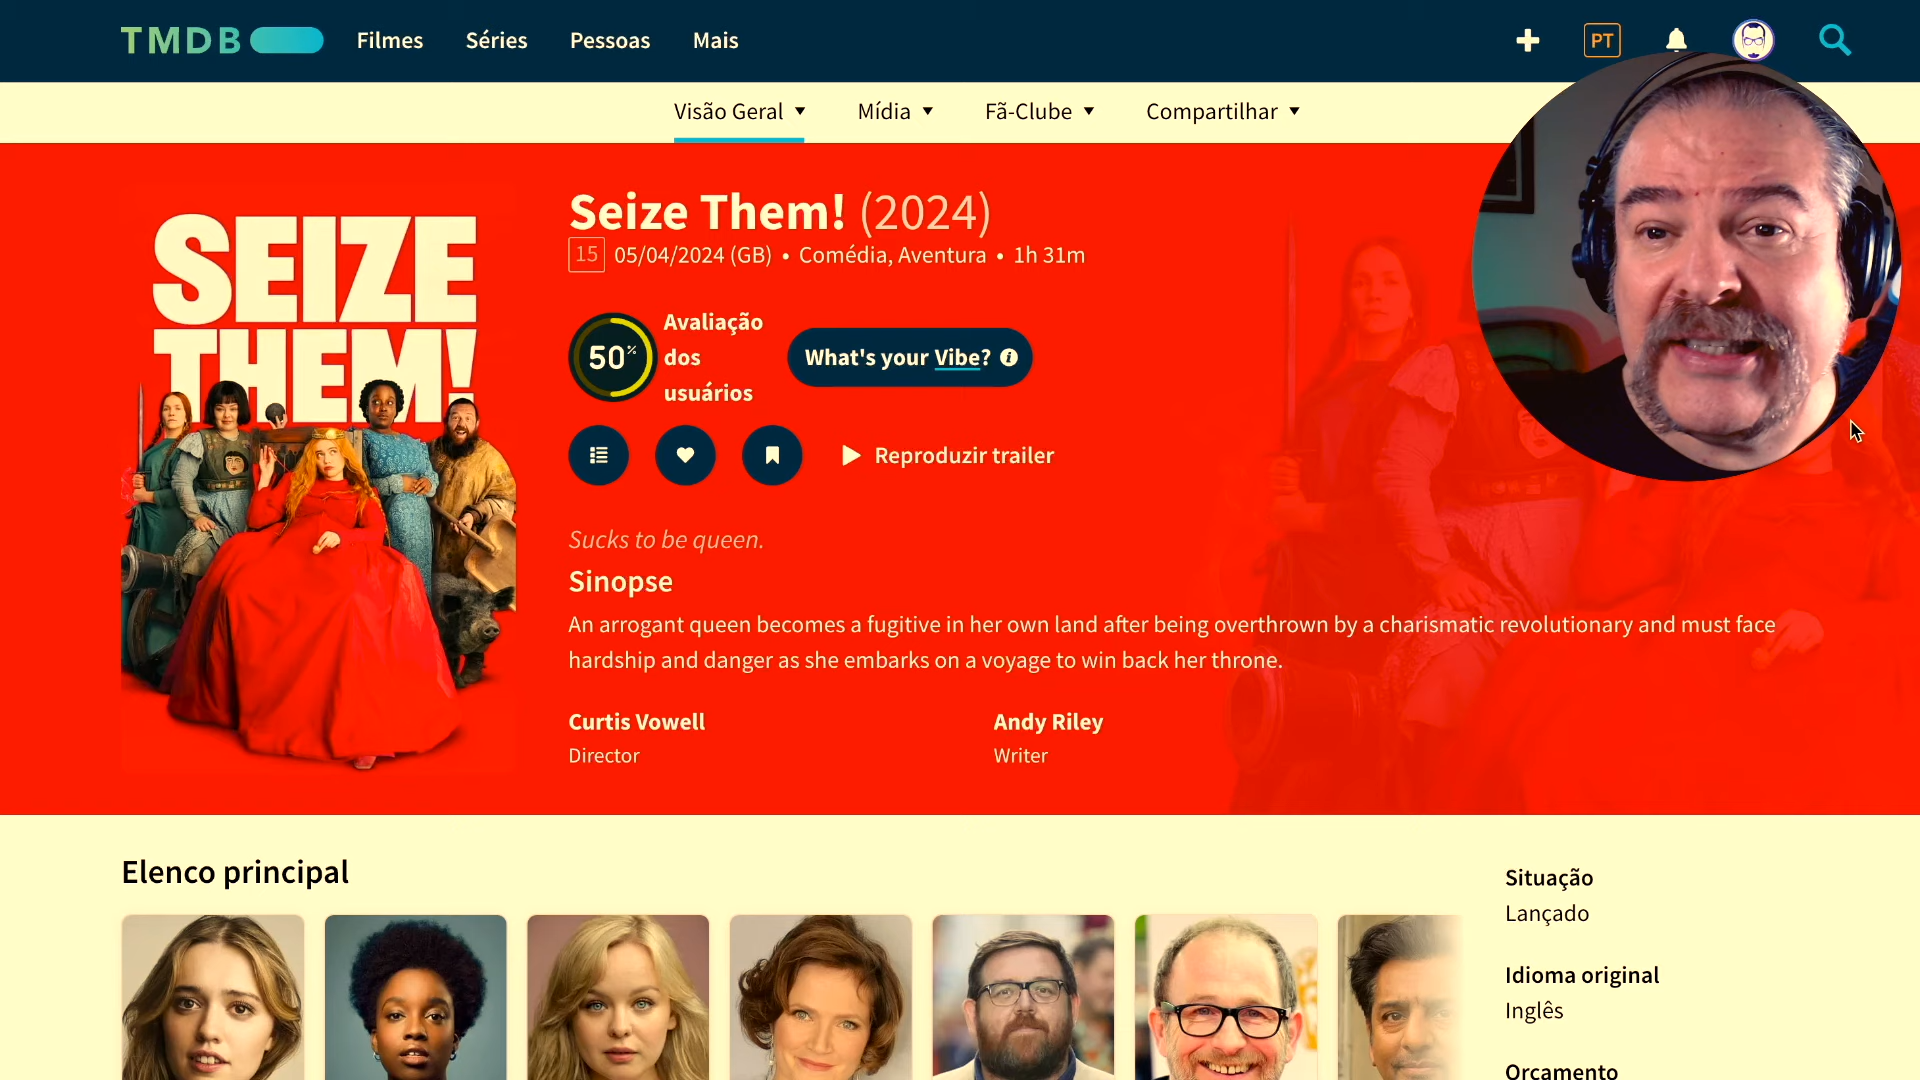 TMDB
Filmes
Séries
Pessoas
Mais
PT
Visão Geral
Mídia
Fã-Clube
Compartilhar
SEIZE
THEM!
Seize Them! (2024)
15 05/04/2024 (GB) • Comédia, Aventura • 1h 31m
50%
Avaliação
dos
usuários
What's your Vibe?
Reproduzir trailer
Sucks to be queen.
Sinopse
An arrogant queen becomes a fugitive in her own land after being overthrown by a charismatic revolutionary and must face
hardship and danger as she embarks on a voyage to win back her throne.
Curtis Vowell
Director
Andy Riley
Writer
Elenco principal
Situação
Lançado
Idioma original
Inglês
Orçamento